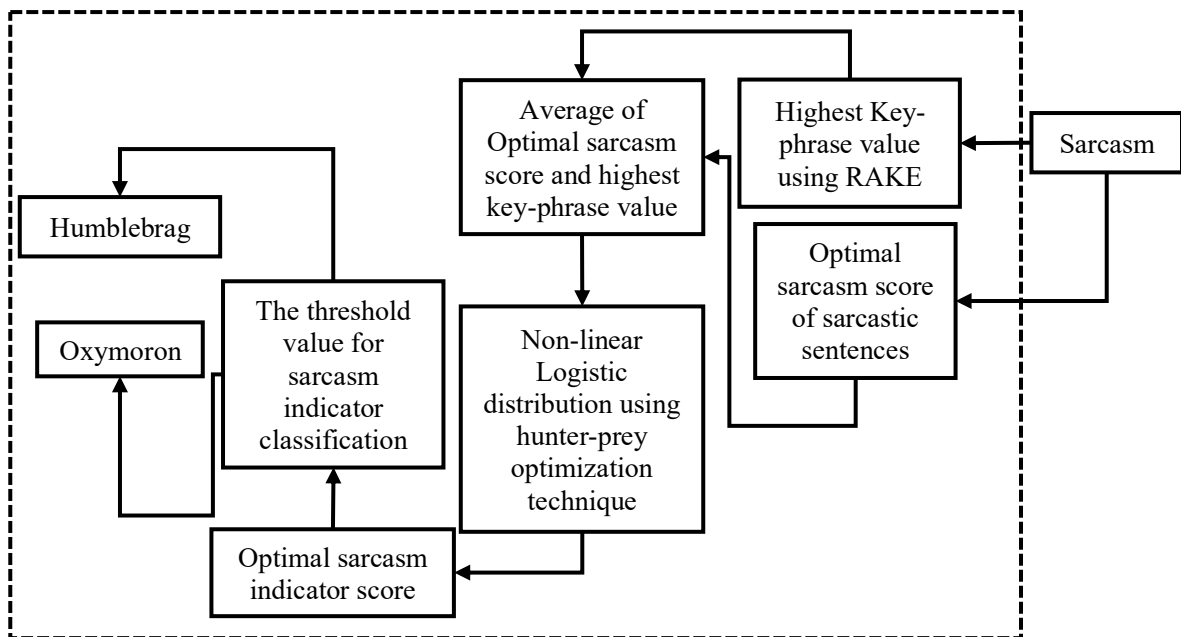 Average of
Optimal sarcasm
score and highest
key-phrase value
Highest Key-
phrase value
using RAKE
Sarcasm
Humblebrag
Optimal
sarcasm score
of sarcastic
sentences
The threshold
value for
sarcasm
indicator
classification
Oxymoron
Non-linear
Logistic
distribution using
hunter-prey
optimization
technique
Optimal sarcasm
indicator score